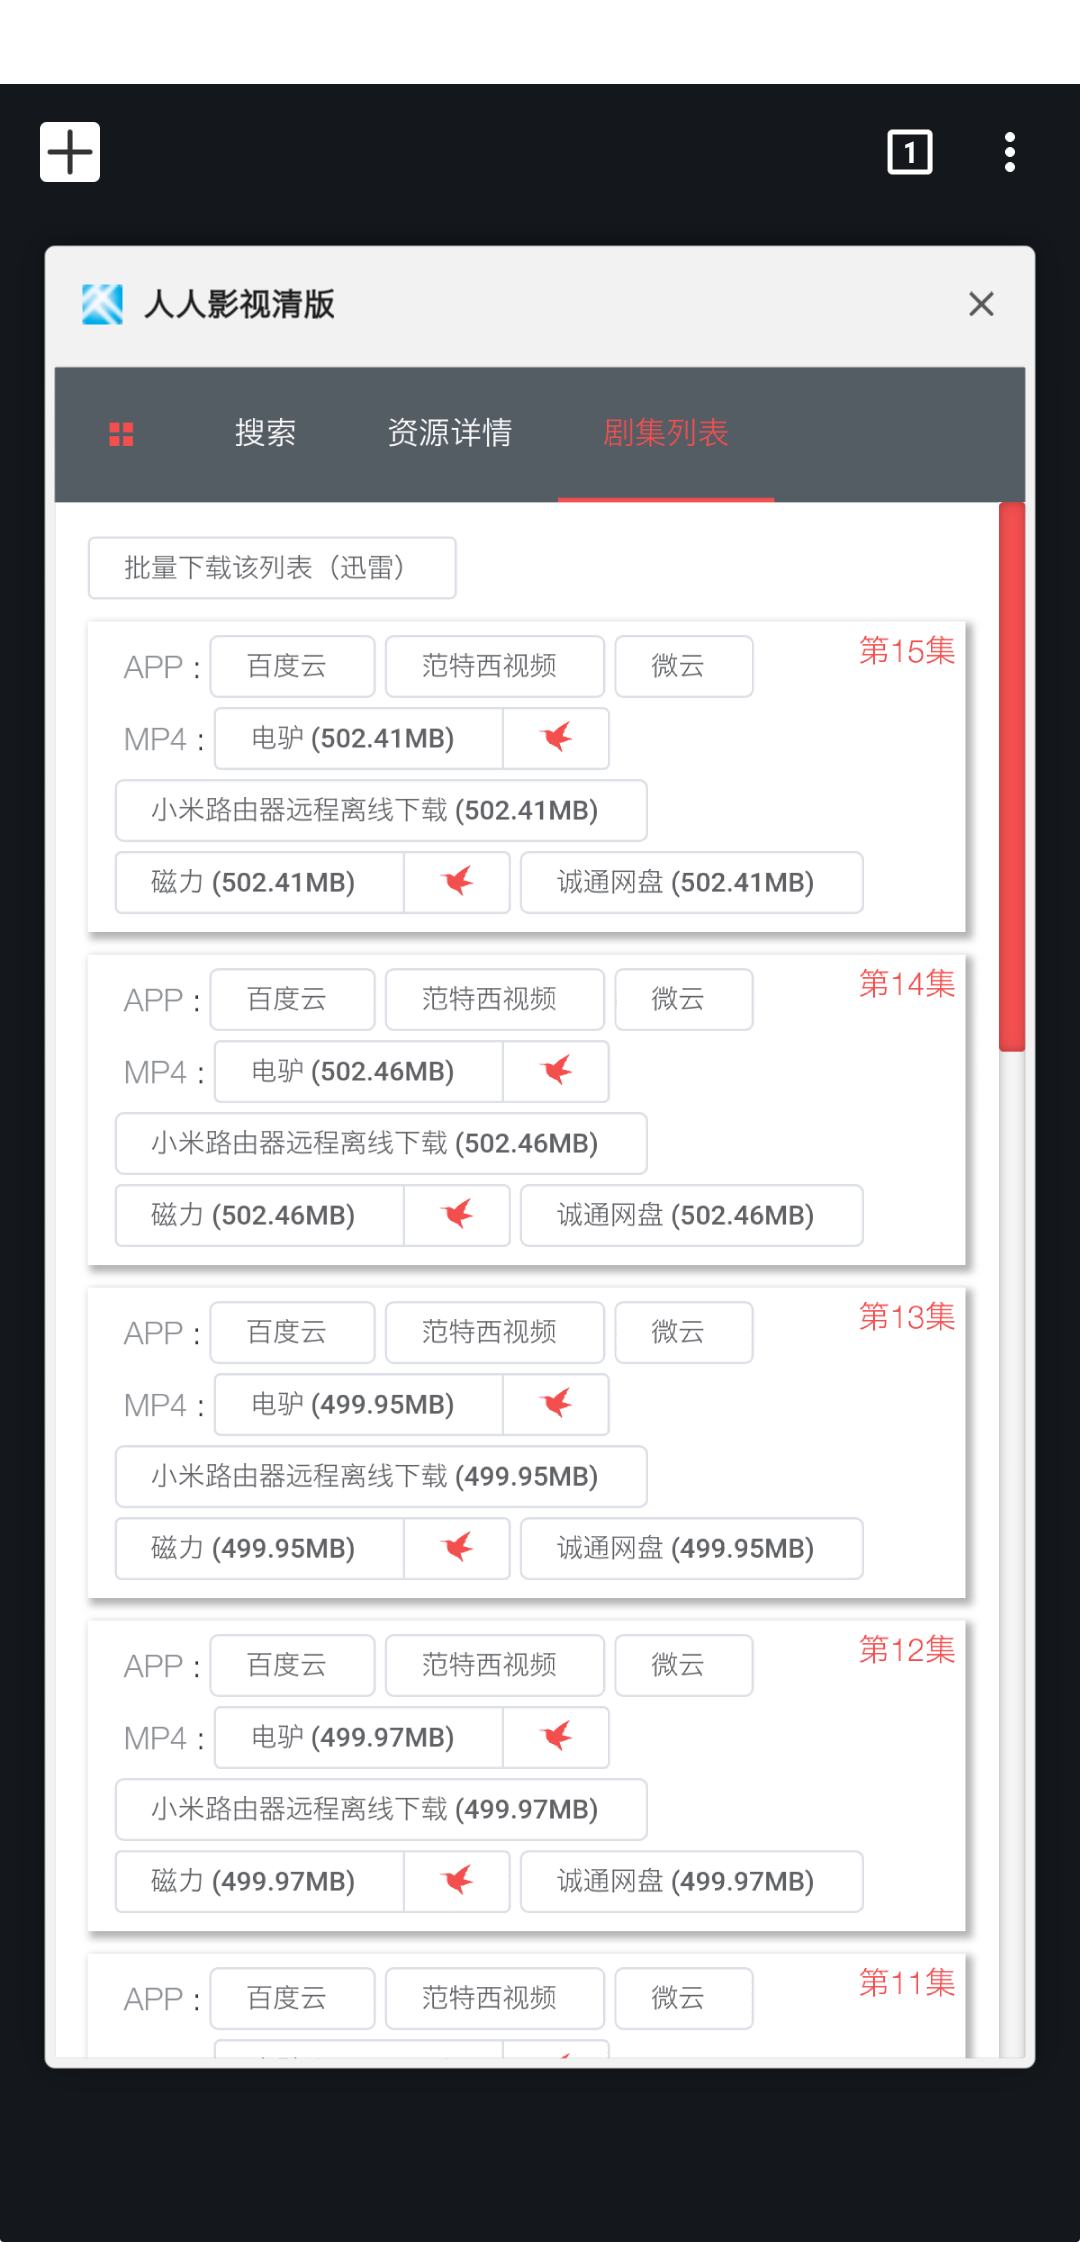 1
人人影视清版
搜索 资源详情 剧集列表
批量下载该列表（迅雷）
第15集
APP : 百度云 范特西视频 微云
MP4 : 电驴 (502.41MB)
小米路由器远程离线下载 (502.41MB)
磁力 (502.41MB) 诚通网盘 (502.41MB)
第14集
APP : 百度云 范特西视频 微云
MP4 : 电驴 (502.46MB)
小米路由器远程离线下载 (502.46MB)
磁力 (502.46MB) 诚通网盘 (502.46MB)
第13集
APP : 百度云 范特西视频 微云
MP4 : 电驴 (499.95MB)
小米路由器远程离线下载 (499.95MB)
磁力 (499.95MB) 诚通网盘 (499.95MB)
第12集
APP : 百度云 范特西视频 微云
MP4 : 电驴 (499.97MB)
小米路由器远程离线下载 (499.97MB)
磁力 (499.97MB) 诚通网盘 (499.97MB)
第11集
APP : 百度云 范特西视频 微云